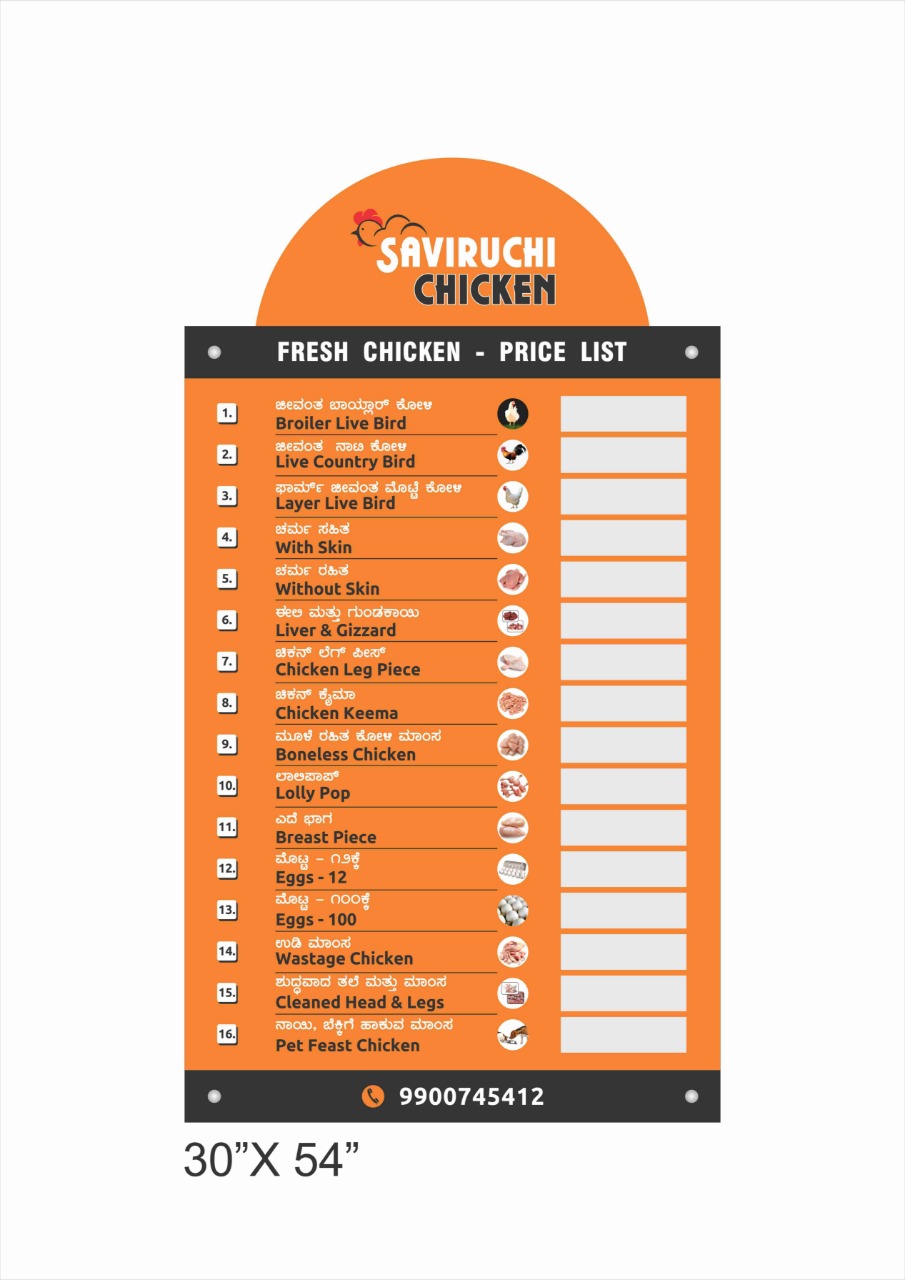 SAVIRUCHI
CHICKEN
FRESH CHICKEN - PRICE LIST
1.
ಜೀವಂತ ಬಾಯ್ಲರ್ ಕೋಳಿ
Broiler Live Bird
2.
ಜೀವಂತ ನಾಟಿ ಕೋಳಿ
Live Country Bird
3.
ಫಾರ್ಮ್ ಜೀವಂತ ಮೊಟ್ಟೆ ಕೋಳಿ
Layer Live Bird
4.
ಚರ್ಮ ಸಹಿತ
With Skin
5.
ಚರ್ಮ ರಹಿತ
Without Skin
6.
ಈಲಿ ಮತ್ತು ಗುಂಡಕಾಯಿ
Liver & Gizzard
7.
ಚಿಕನ್ ಲೆಗ್ ಪೀಸ್
Chicken Leg Piece
8.
ಚಿಕನ್ ಕೈಮಾ
Chicken Keema
9.
ಮೂಳೆ ರಹಿತ ಕೋಳಿ ಮಾಂಸ
Boneless Chicken
10.
ಲಾಲಿಪಾಪ್
Lolly Pop
11.
ಎದೆ ಭಾಗ
Breast Piece
12.
ಮೊಟ್ಟ - ೧೨ಕ್ಕೆ
Eggs - 12
13.
ಮೊಟ್ಟ - ೧೦೦ಕ್ಕೆ
Eggs - 100
14.
ಉಡಿ ಮಾಂಸ
Wastage Chicken
15.
ಶುದ್ಧವಾದ ತಲೆ ಮತ್ತು ಮಾಂಸ
Cleaned Head & Legs
16.
ನಾಯಿ, ಬೆಕ್ಕಿಗೆ ಹಾಕುವ ಮಾಂಸ
Pet Feast Chicken
9900745412
30”X 54”